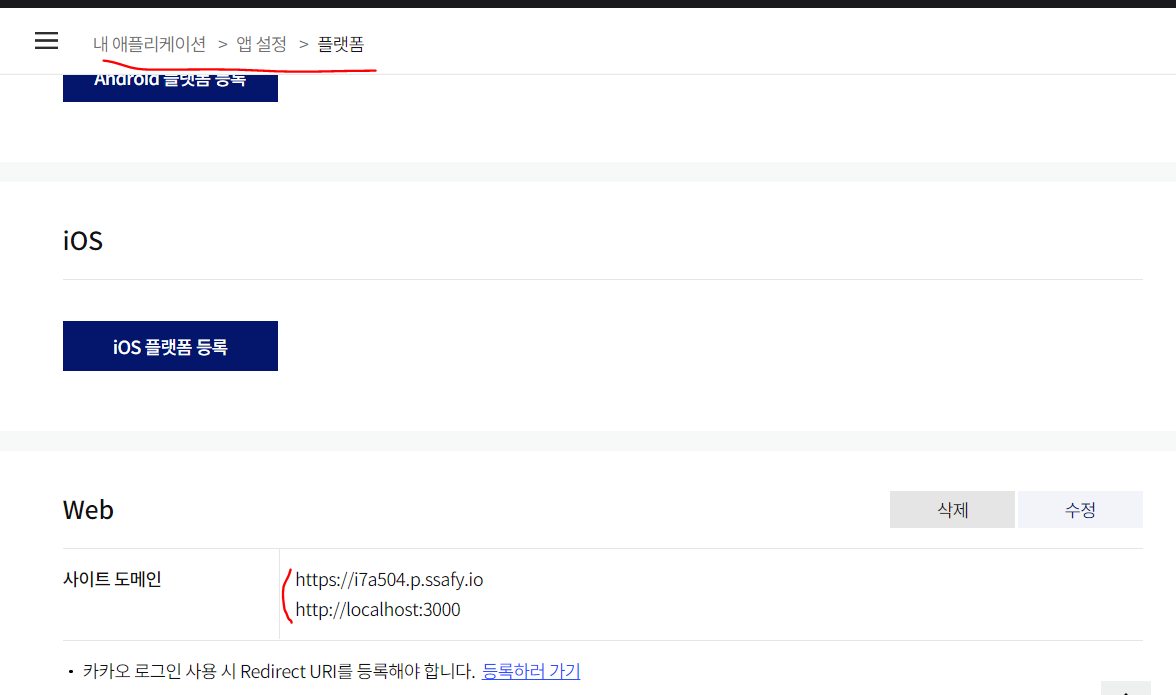 내 애플리케이션 > 앱 설정 > 플랫폼
Android 플랫폼 등록
iOS
iOS 플랫폼 등록
Web
삭제
수정
사이트 도메인
https://i7a504.p.ssafy.io
http://localhost:3000
• 카카오 로그인 사용 시 Redirect URI를 등록해야 합니다. 등록하러 가기